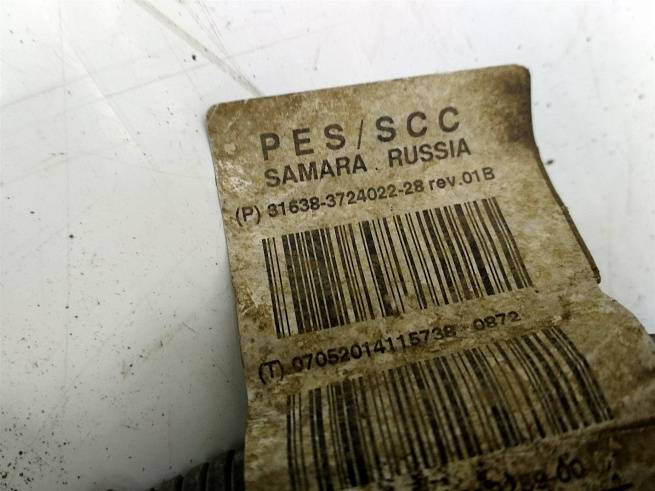 PES/SCC
SAMARA RUSSIA
(P) 31638-3724022-28 rev.01B
(T) 07052014115738 0872